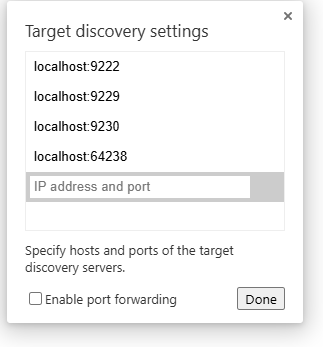 Target discovery settings
localhost:9222
localhost:9229
localhost:9230
localhost:64238
IP address and port
Specify hosts and ports of the target
discovery servers.
Enable port forwarding
Done